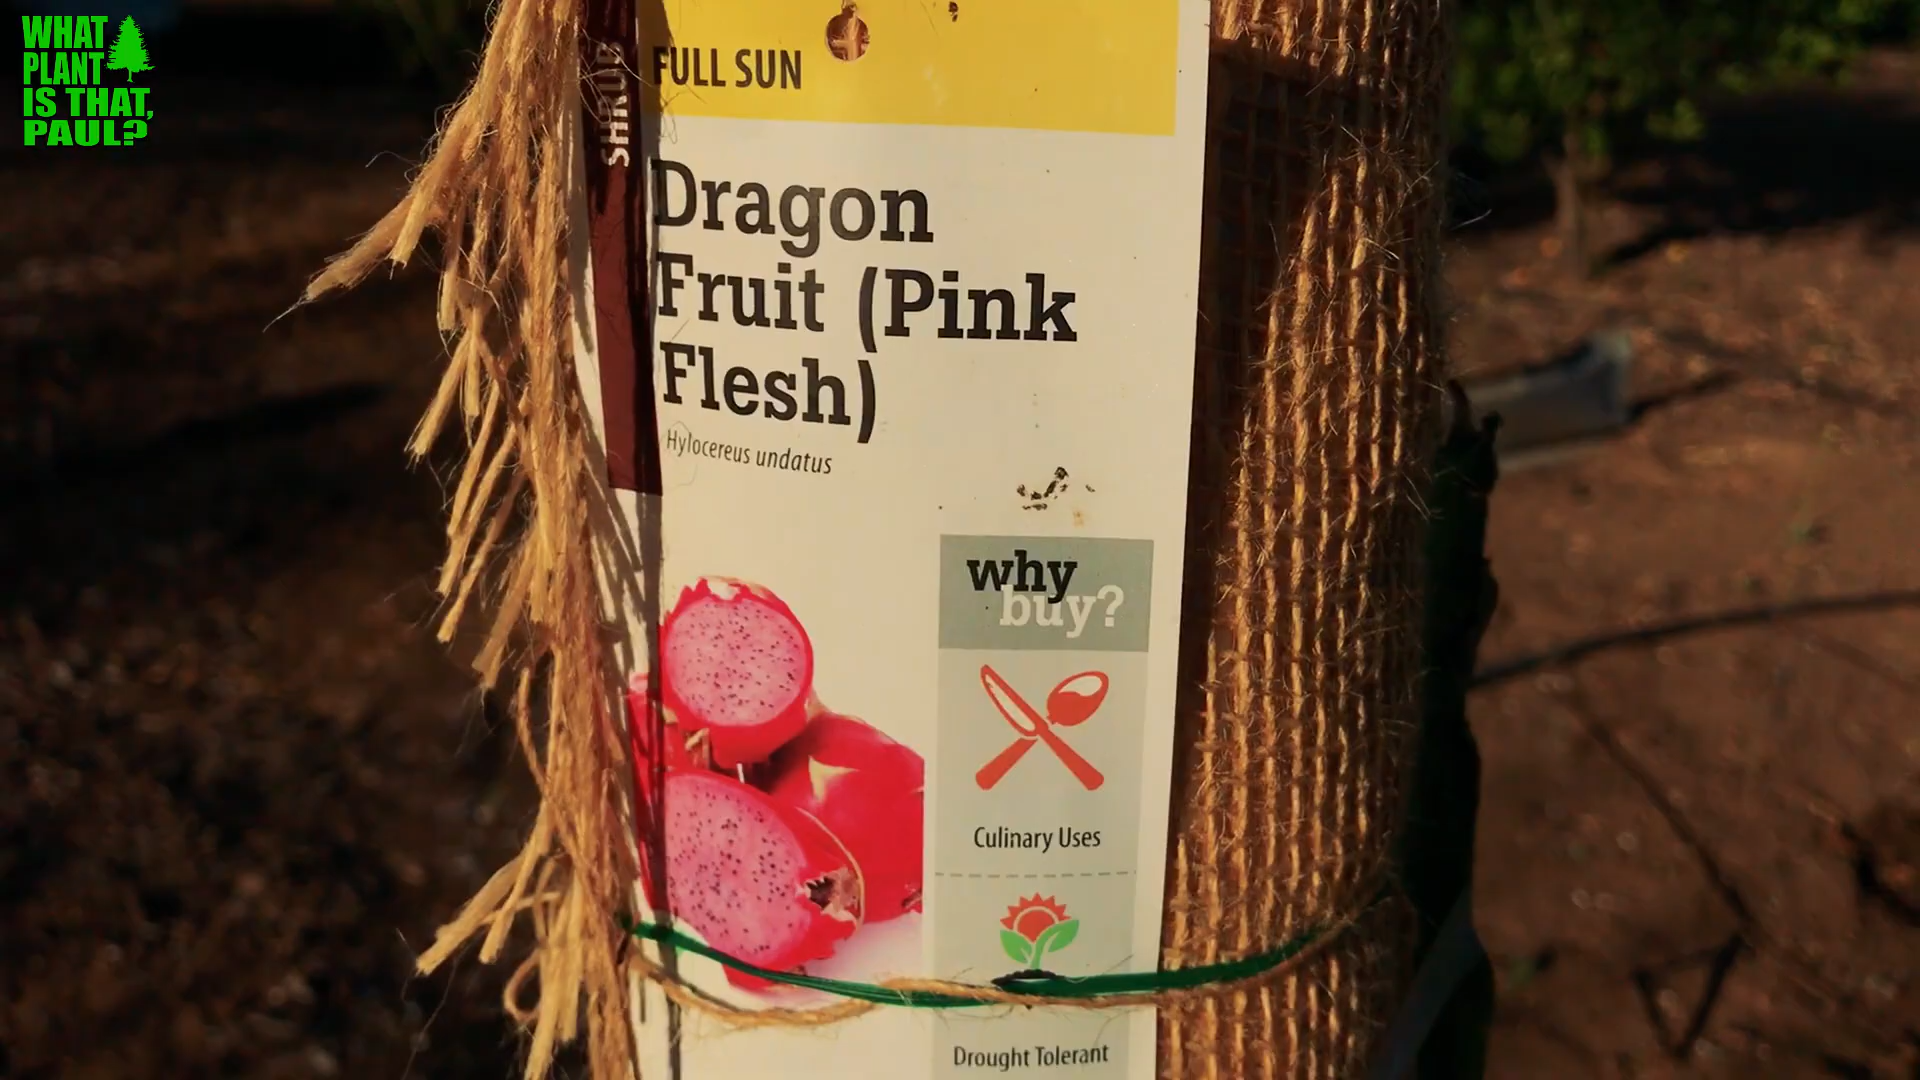 WHAT
PLANT
IS THAT,
PAUL?
SHRUB
FULL SUN
Dragon
Fruit (Pink
Flesh)
Hylocereus undatus
why
buy?
Culinary Uses
Drought Tolerant